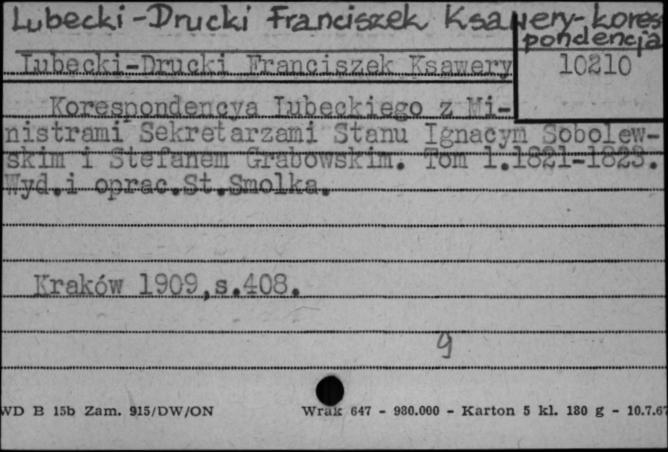 Lubecki-Drucki Franciszek Ksawery-kores
pondencja
Lubecki-Drucki Franciszek Ksawery
10210
Korespondencya Lubeckiego z Mi-
nistrami Sekretarzami Stanu Ignacym Sobolew-
skim i Stefanem Grabowskim. Tom 1.1821-1823.
Wyd.i oprac.St.Smolka.
Kraków 1909,s.408.
9
WD B 15b Zam. 915/DW/ON Wrak 647 - 980.000 - Karton 5 kl. 180 g - 10.7.67